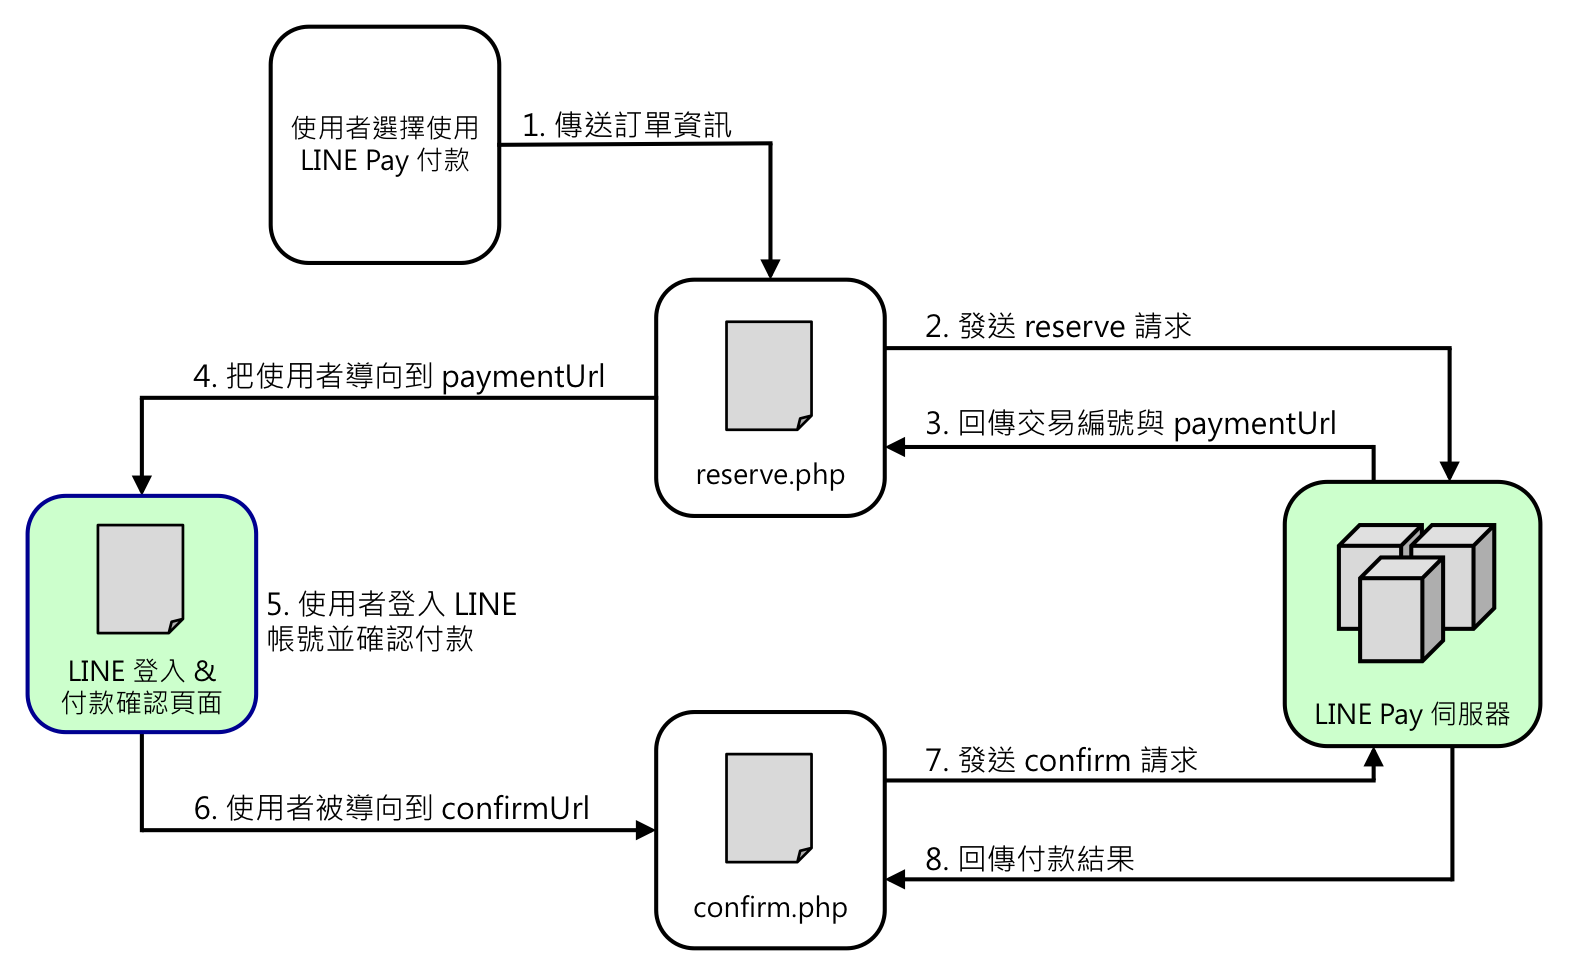 使用者選擇使用
LINE Pay 付款
1. 傳送訂單資訊
2. 發送 reserve 請求
4. 把使用者導向到 paymentUrl
3. 回傳交易編號與 paymentUrl
reserve.php
5. 使用者登入 LINE
帳號並確認付款
LINE 登入 &
付款確認頁面
LINE Pay 伺服器
7. 發送 confirm 請求
6. 使用者被導向到 confirmUrl
8. 回傳付款結果
confirm.php